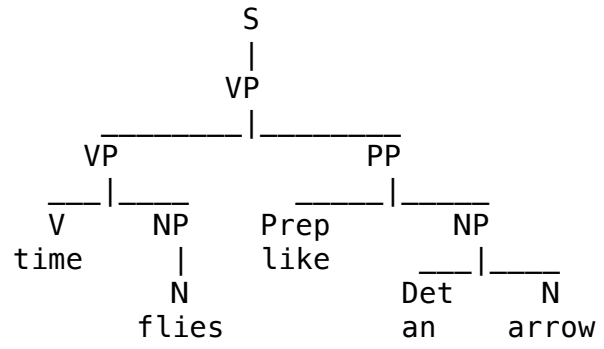 S
VP
VP PP
V NP Prep NP
time like
N Det N
flies an arrow